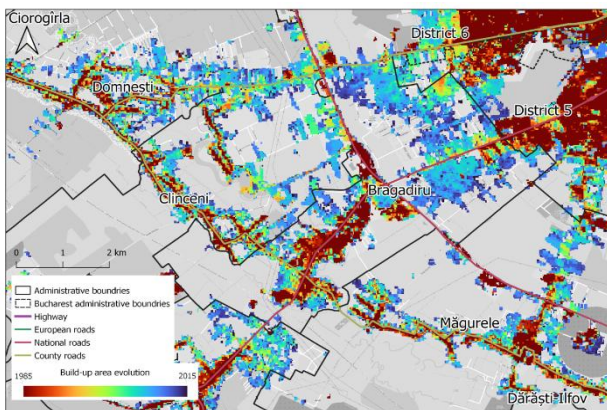 Ciorogîrla
District 6
Domnești
District 5
Clinceni
Bragadiru
0 1 2 km
Administrative boundries
Bucharest administrative boundries
Highway
European roads
National roads
County roads
Build-up area evolution
1985 2015
Măgurele
Dărăști-Ilfov